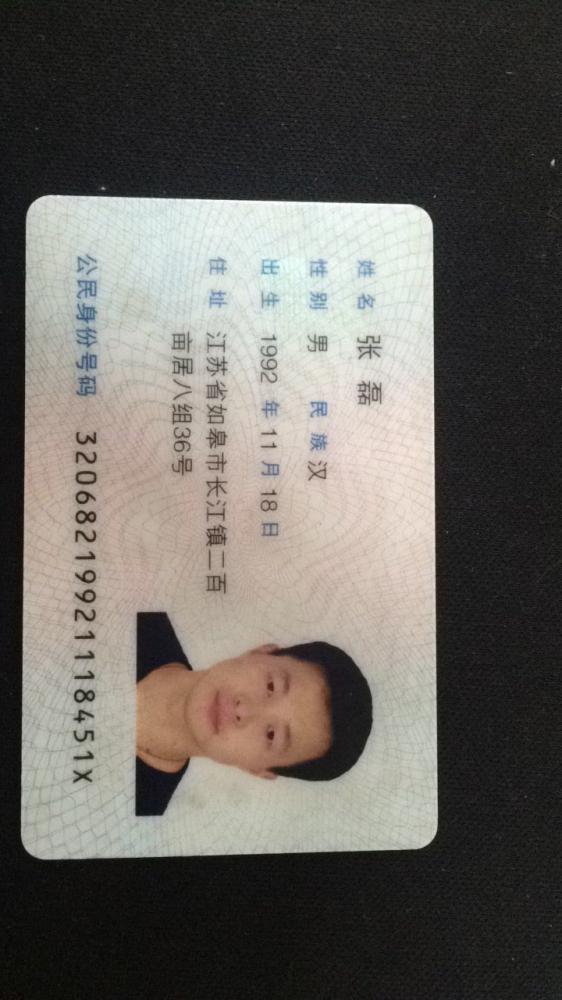 姓名 张磊
性别 男 民族 汉
出生 1992 年 11 月 18 日
住址 江苏省如皋市长江镇二百
亩居八组36号
公民身份号码 32068219921118451X